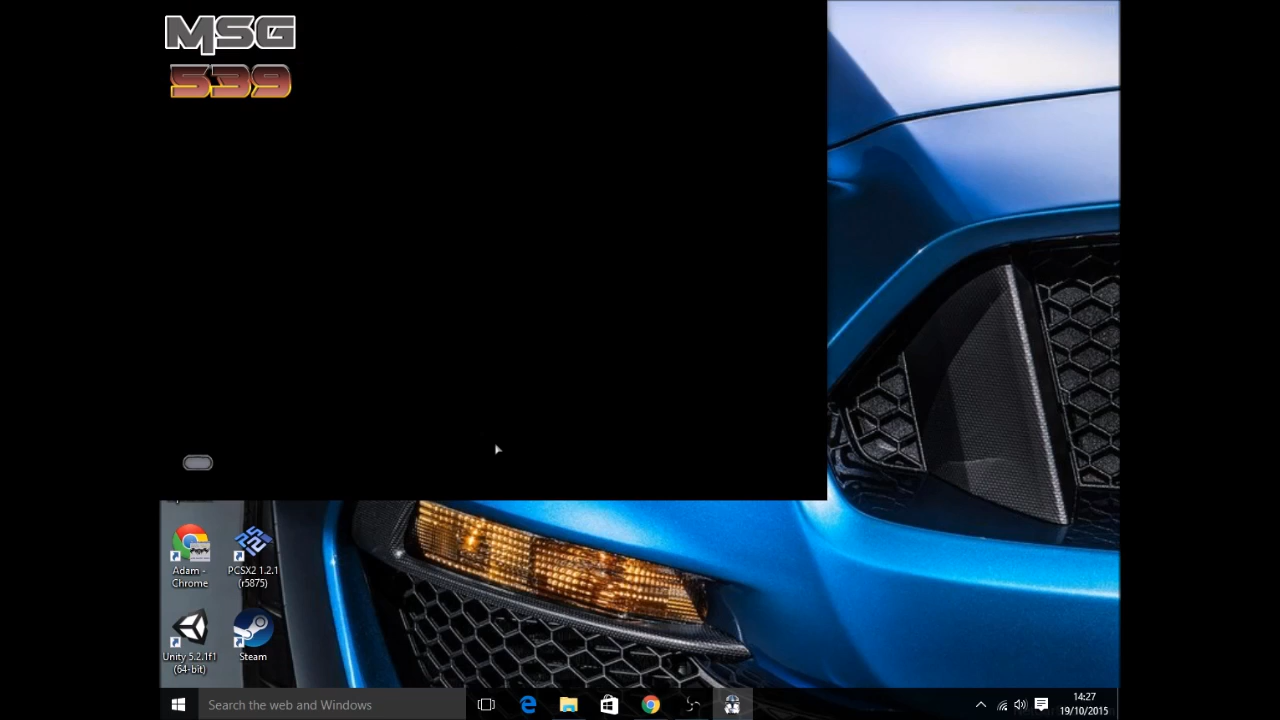 MSG
539
Adam -
Chrome
PCSX2 1.2.1
(r5875)
Unity 5.2.1f1
(64-bit)
Steam
Search the web and Windows
14:27
19/10/2015